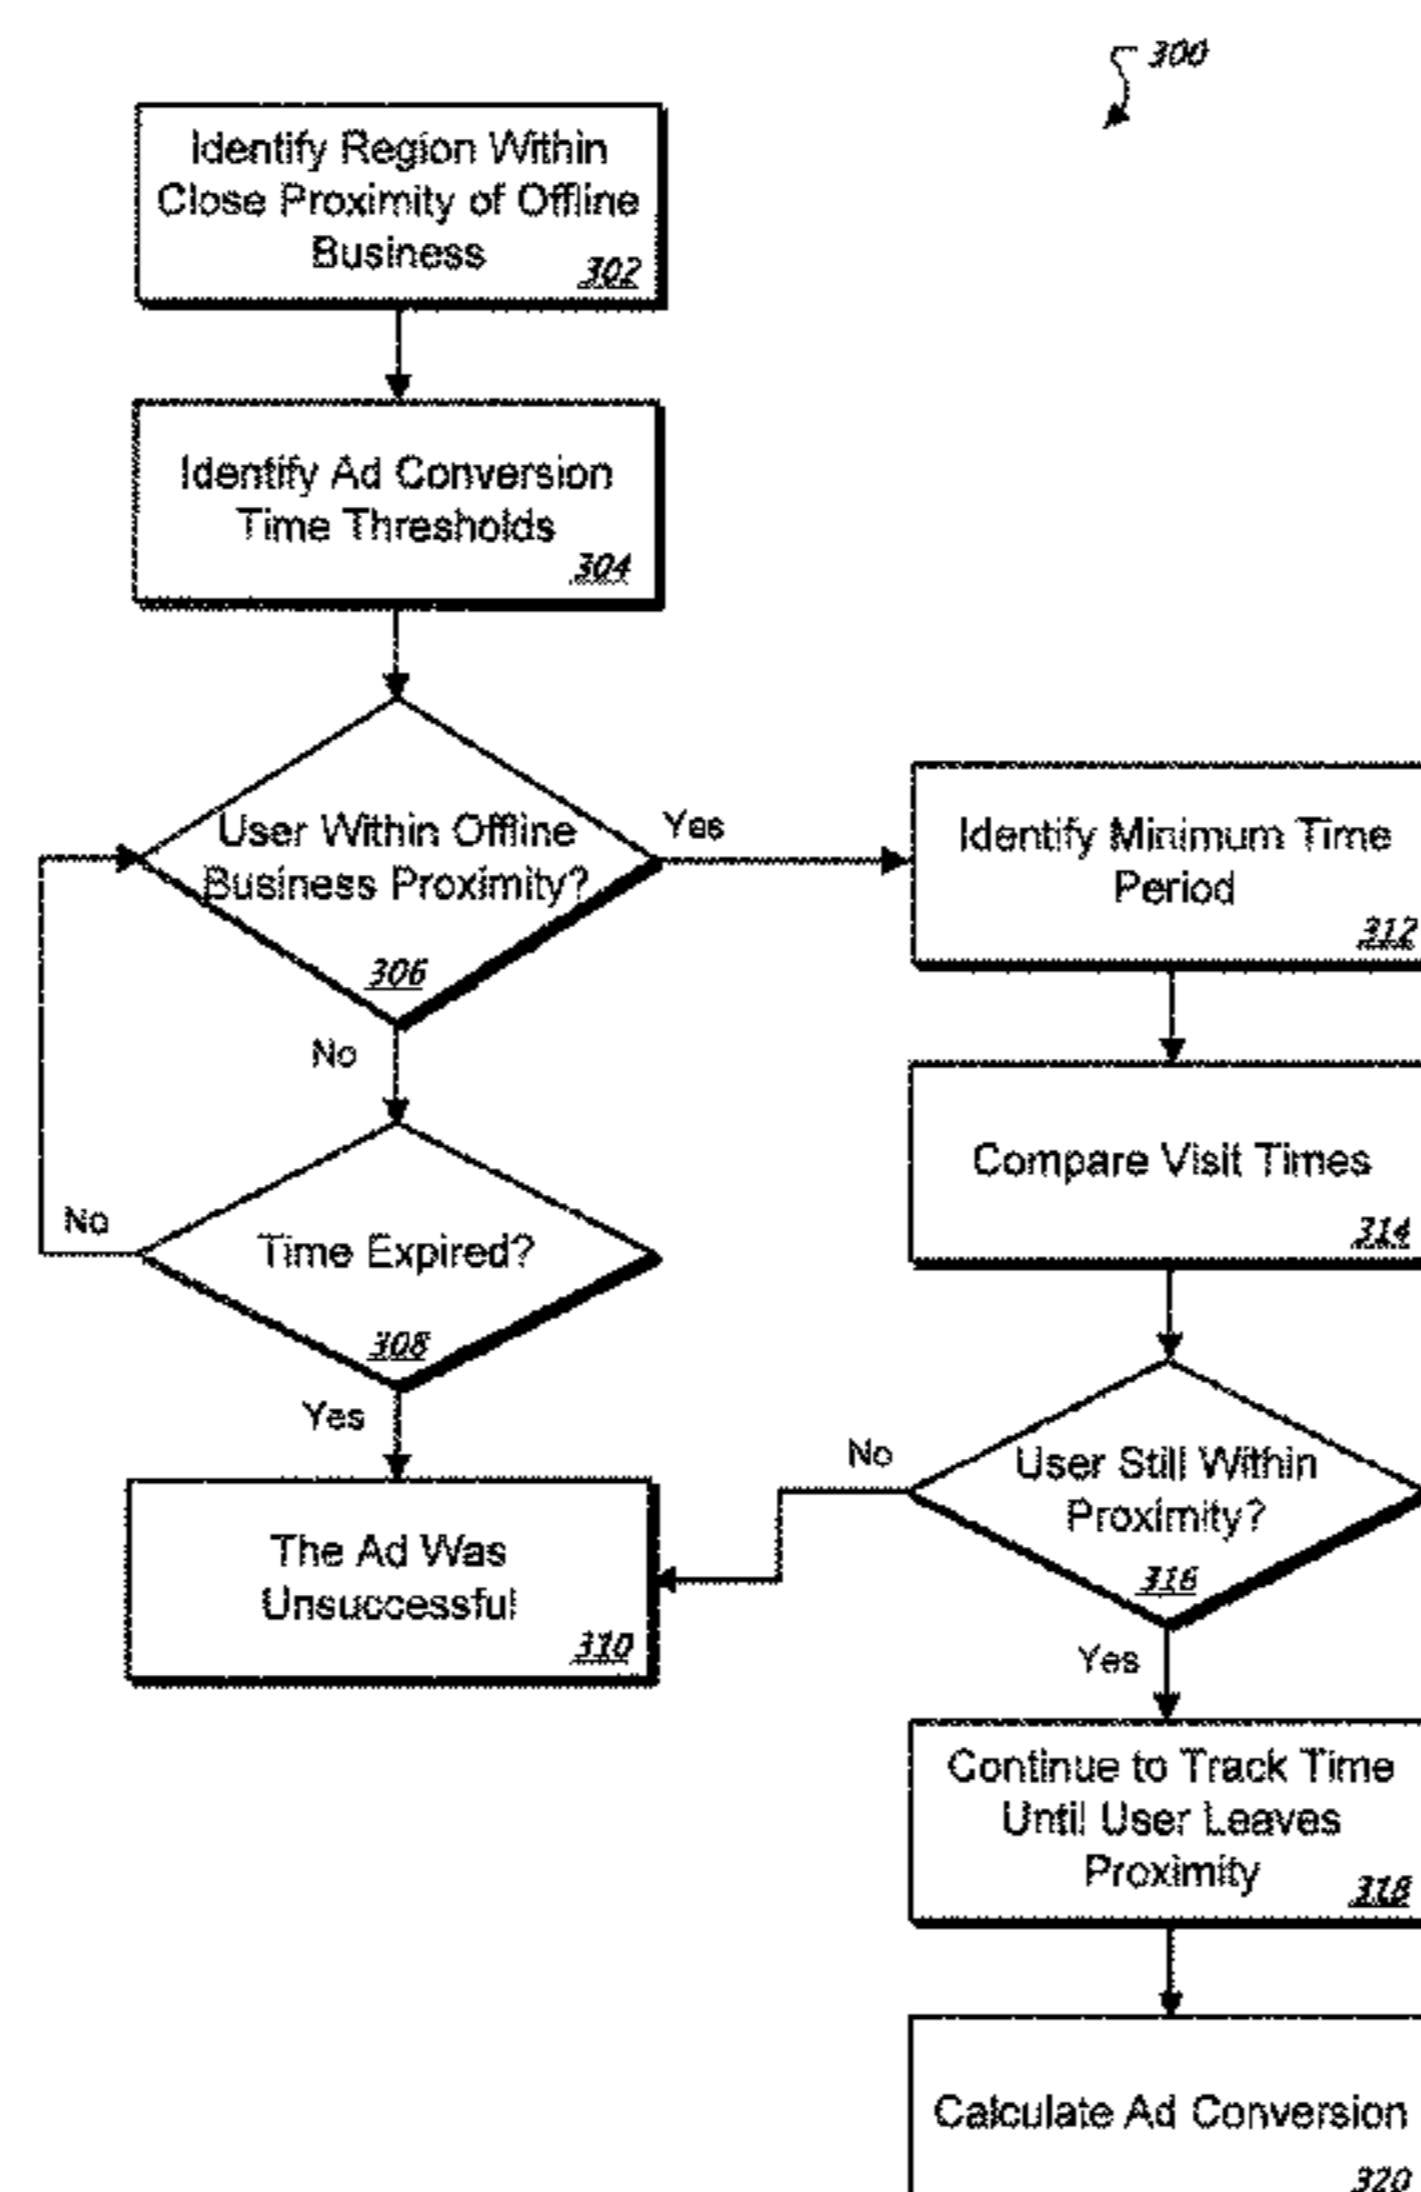 300
Identify Region Within
Close Proximity of Offline
Business
302
Identify Ad Conversion
Time Thresholds
304
User Within Offline
Business Proximity?
306
Yes
No
Time Expired?
308
No
Yes
The Ad Was
Unsuccessful
310
Identify Minimum Time
Period
312
Compare Visit Times
314
User Still Within
Proximity?
316
No
Yes
Continue to Track Time
Until User Leaves
Proximity
318
Calculate Ad Conversion
320